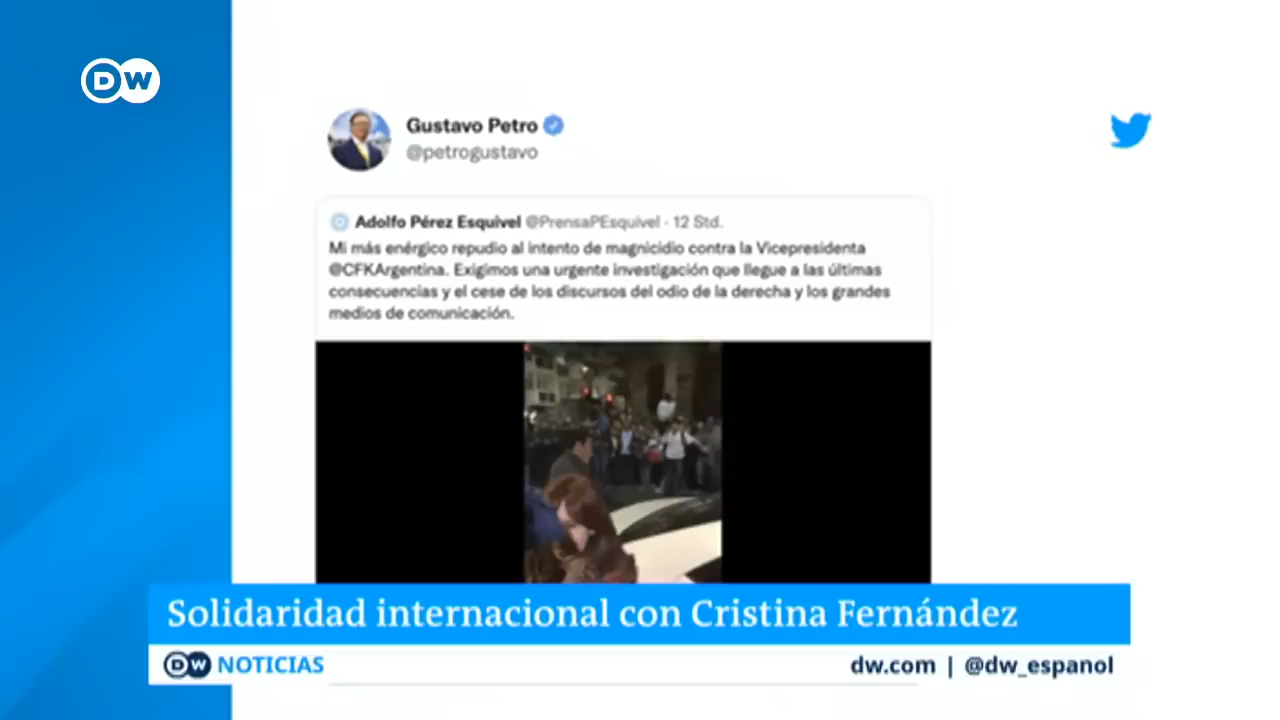 DW
Gustavo Petro
@petrogustavo
Adolfo Pérez Esquivel @PrensaPEsquivel · 12 Std.
Mi más enérgico repudio al intento de magnicidio contra la Vicepresidenta
@CFKArgentina. Exigimos una urgente investigación que llegue a las últimas
consecuencias y el cese de los discursos del odio de la derecha y los grandes
medios de comunicación.
Solidaridad internacional con Cristina Fernández
DW NOTICIAS
dw.com | @dw_espanol